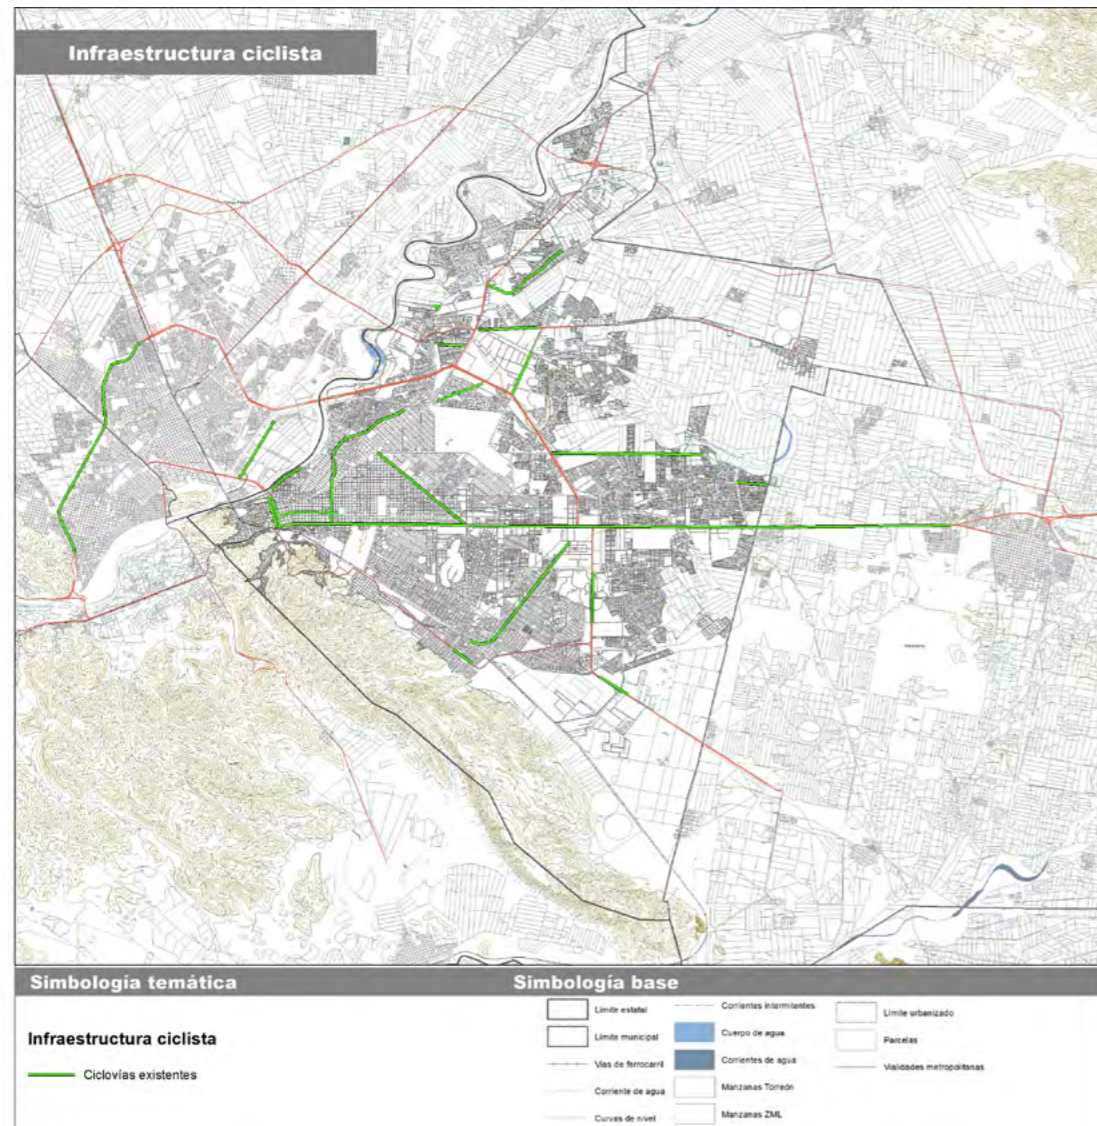 Infraestructura ciclista
Simbología temática
Simbología base
Infraestructura ciclista
Ciclovías existentes
Límite estatal
Límite municipal
Vías de ferrocarril
Corriente de agua
Curvas de nivel
Corrientes intermitentes
Cuerpo de agua
Corrientes de agua
Manzanas Torreón
Manzanas ZML
Límite urbanizado
Parcelas
Vialidades metropolitanas